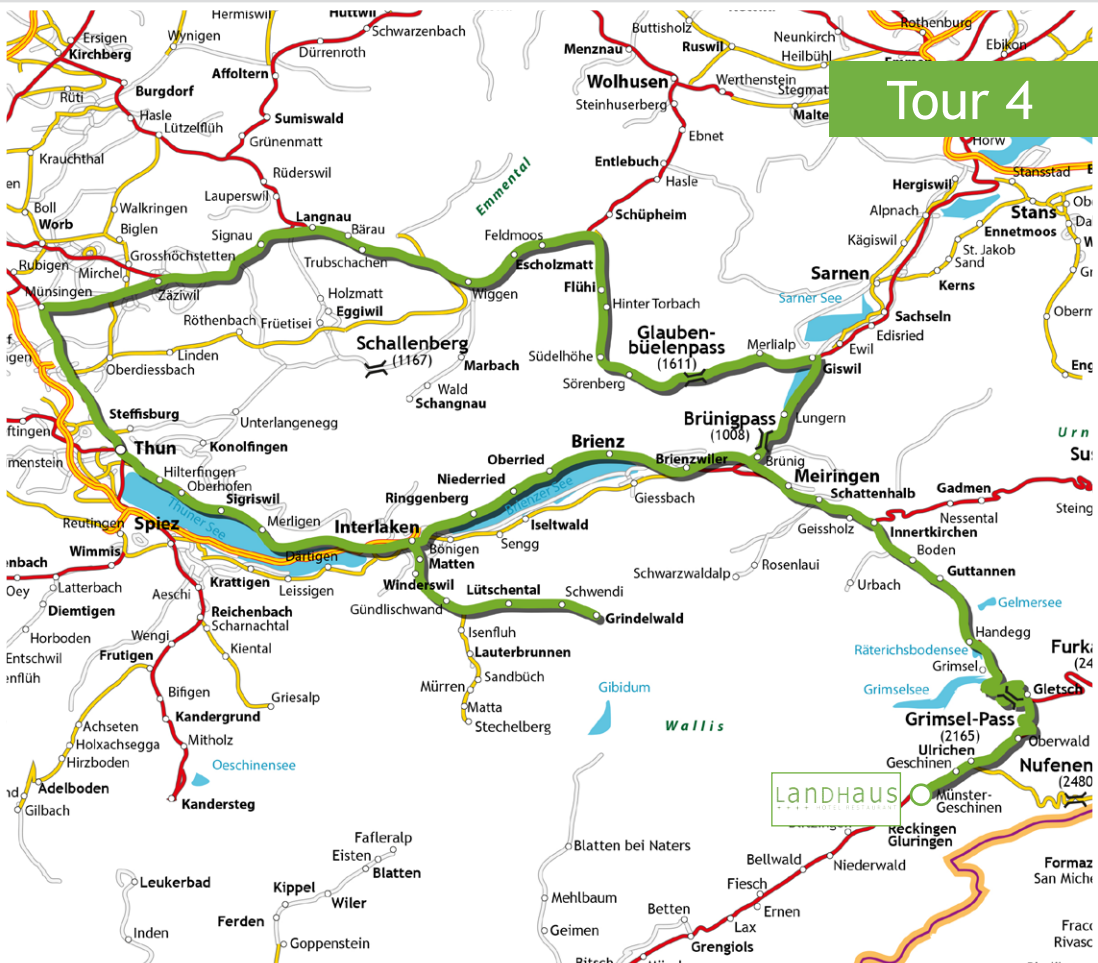 Hermiswil
Huttwil
Schwarzenbach
Buttisholz
Rothenburg
Ersigen
Wynigen
Kirchberg
Dürrenroth
Menznau
Ruswil
Neunkirch
Ebikon
Heilbühl
Affoltern
Wolhusen
Werthenstein
Tour 4
Rüti
Burgdorf
Steinhuserberg
Hasle
Sumiswald
Lützelflüh
Ebnet
Grünenmatt
Horw
Krauchthal
Entlebuch
Stansstad
Rüderswil
Hasle
Hergiswil
Emmental
Lauperswil
Boll
Walkringen
Alpnach
Stans
Worb
Langnau
Schüpheim
Ennetmoos
Biglen
Signau
Bärau
Feldmoos
Kägiswil
St. Jakob
Rubigen
Grosshöchstetten
Trubschachen
Escholzmatt
Sarnen
Sand
Mirchel
Flühi
Kerns
Münsingen
Zäziwil
Holzmatt
Wiggen
Sarner See
Eggiwil
Hinter Torbach
Sachseln
Röthenbach
Früetisei
Glauben-
büelenpass
(1611)
Edisried
Schallenberg
(1167)
Merlialp
Ewil
Linden
Südelhöhe
Oberdiessbach
Marbach
Giswil
Sörenberg
Wald
Schangnau
Steffisburg
Unterlangenegg
Brünigpass
(1008)
Lungern
Thun
Konolfingen
Brienz
Oberried
Brienzwiler
Brünig
Hilterfingen
Oberhofen
Niederried
Meiringen
Sigriswil
Ringgenberg
Brienzer See
Giessbach
Schattenhalb
Gadmen
Thuner See
Merligen
Interlaken
Iseltwald
Nessental
Reutingen
Spiez
Geissholz
Innertkirchen
Sengg
Bönigen
Wimmis
Därligen
Matten
Boden
Rosenlaui
Krattigen
Winderswil
Schwarzwaldalp
Guttannen
Oey
Latterbach
Leissigen
Lütschental
Schwendi
Urbach
Aeschi
Diemtigen
Reichenbach
Gündlischwand
Grindelwald
Gelmersee
Scharnachtal
Horboden
Wengi
Isenfluh
Handegg
Kiental
Lauterbrunnen
Räterichsbodensee
Frutigen
Grimsel
Sandbüch
Mürren
Gibidum
Grimselsee
Gletsch
Bifigen
Griesalp
Matta
Grimsel-Pass
(2165)
Kandergrund
Stechelberg
Wallis
Achseten
Mitholz
Oberwald
Holxachsegga
Ulrichen
Hirzboden
Oeschinensee
Geschinen
Adelboden
LANDHAUS
HOTEL RESTAURANT
Münster-
Geschinen
Kandersteg
Gilbach
Reckingen
Gluringen
Fafleralp
Blatten bei Naters
Eisten
Bellwald
Niederwald
Blatten
Leukerbad
Kippel
Fiesch
Mehlbaum
Wiler
Ernen
Betten
Ferden
Geimen
Lax
Inden
Goppenstein
Grengiols